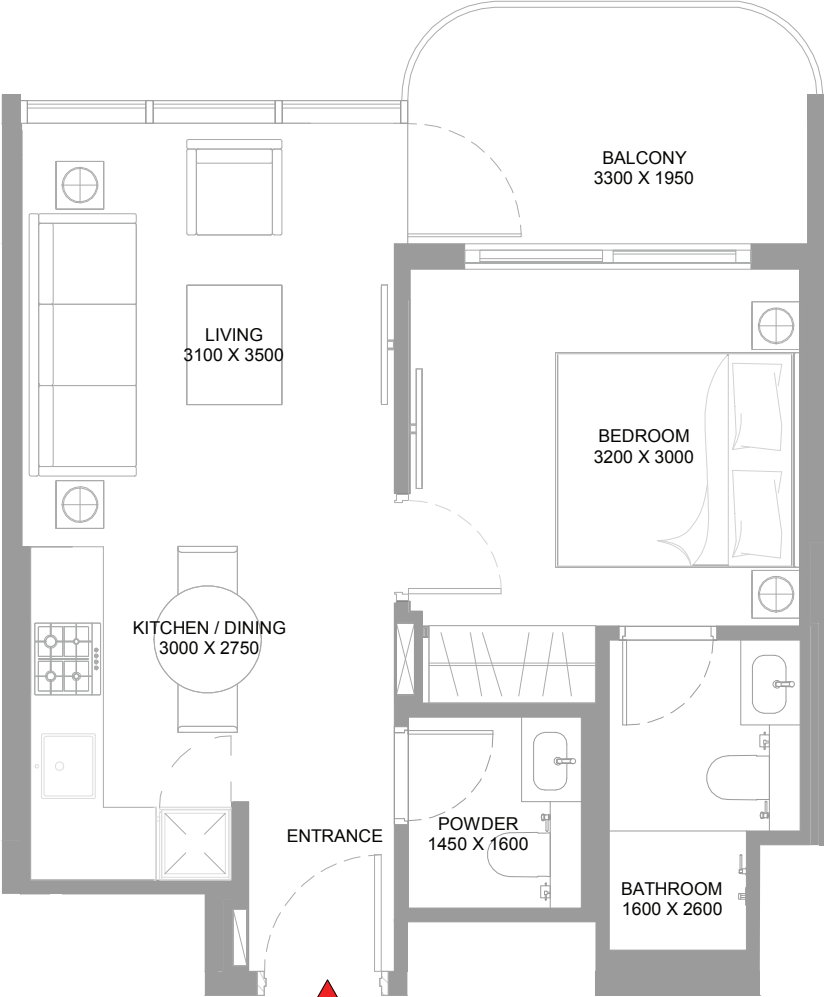 BALCONY
3300 X 1950
LIVING
3100 X 3500
BEDROOM
3200 X 3000
KITCHEN / DINING
3000 X 2750
ENTRANCE
POWDER
1450 X 1600
BATHROOM
1600 X 2600